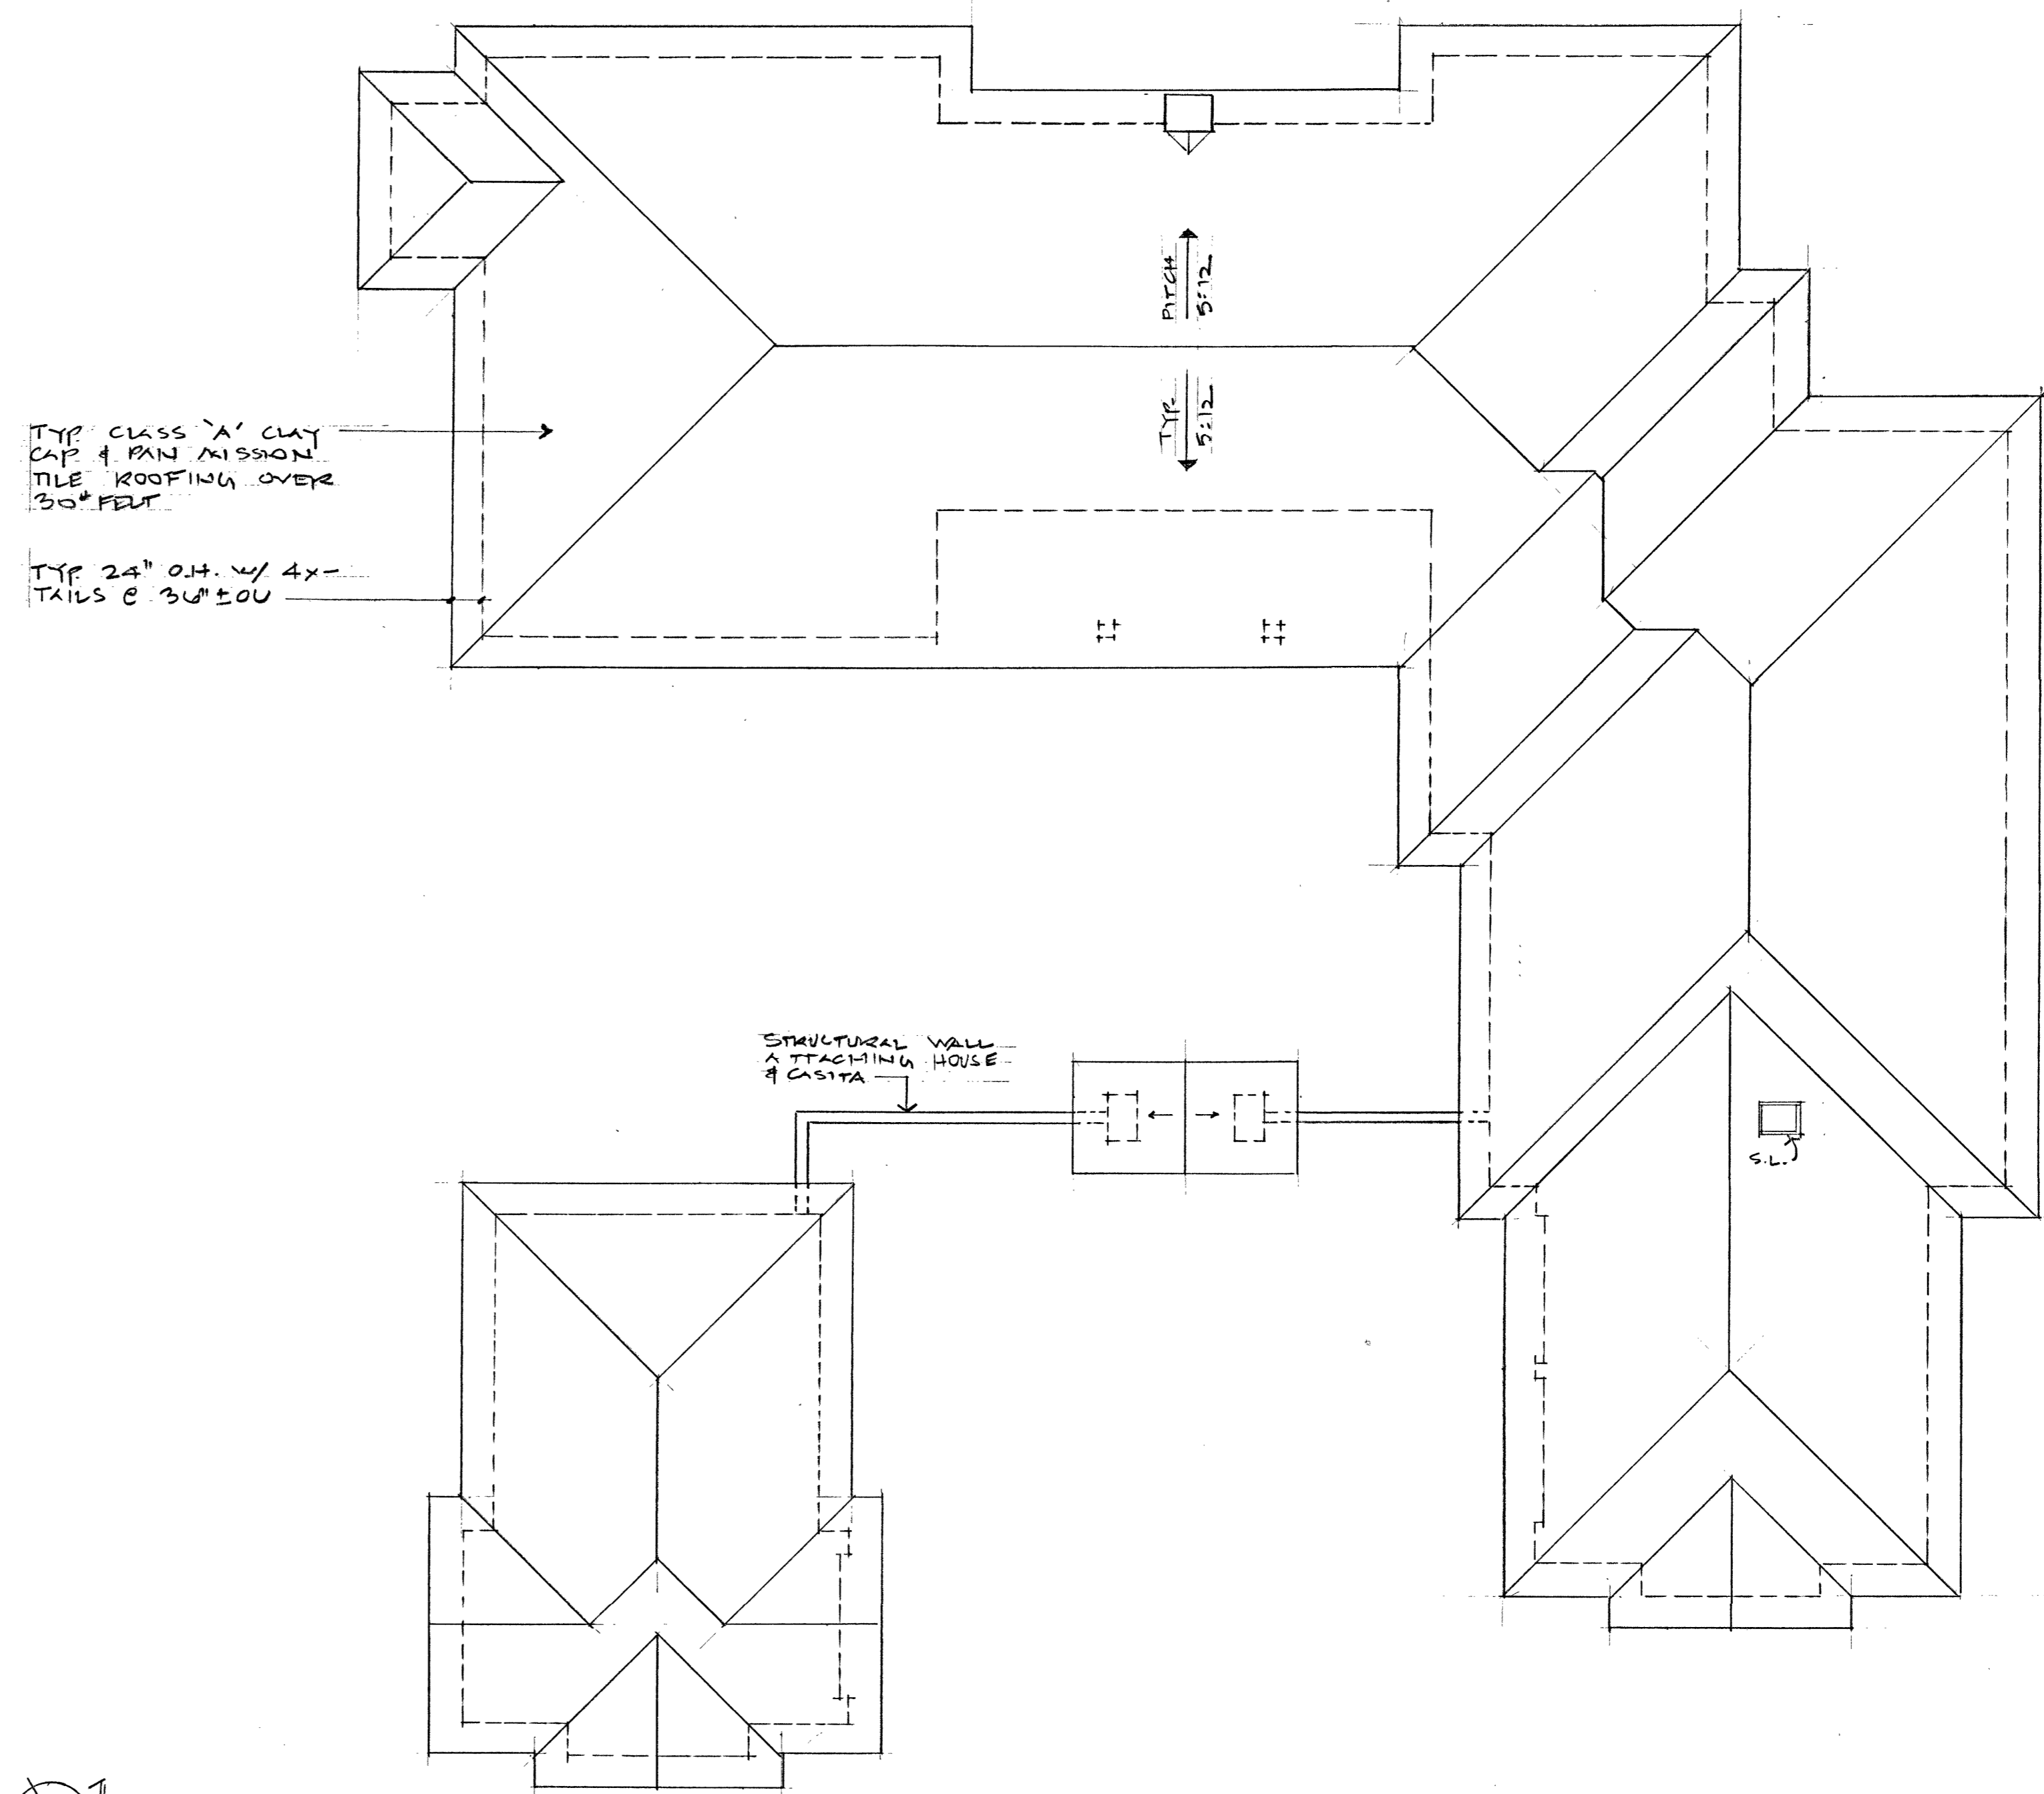 PITCH
5:12
TYP.
5:12
TYP. CLASS 'A' CLAY
CAP & PAN MISSION
TILE ROOFING OVER
30# FELT
TYP. 24" O.H. W/ 4x-
TAILS @ 36" ±
STRUCTURAL WALL
ATTACHING HOUSE
& CASITA
S.L.